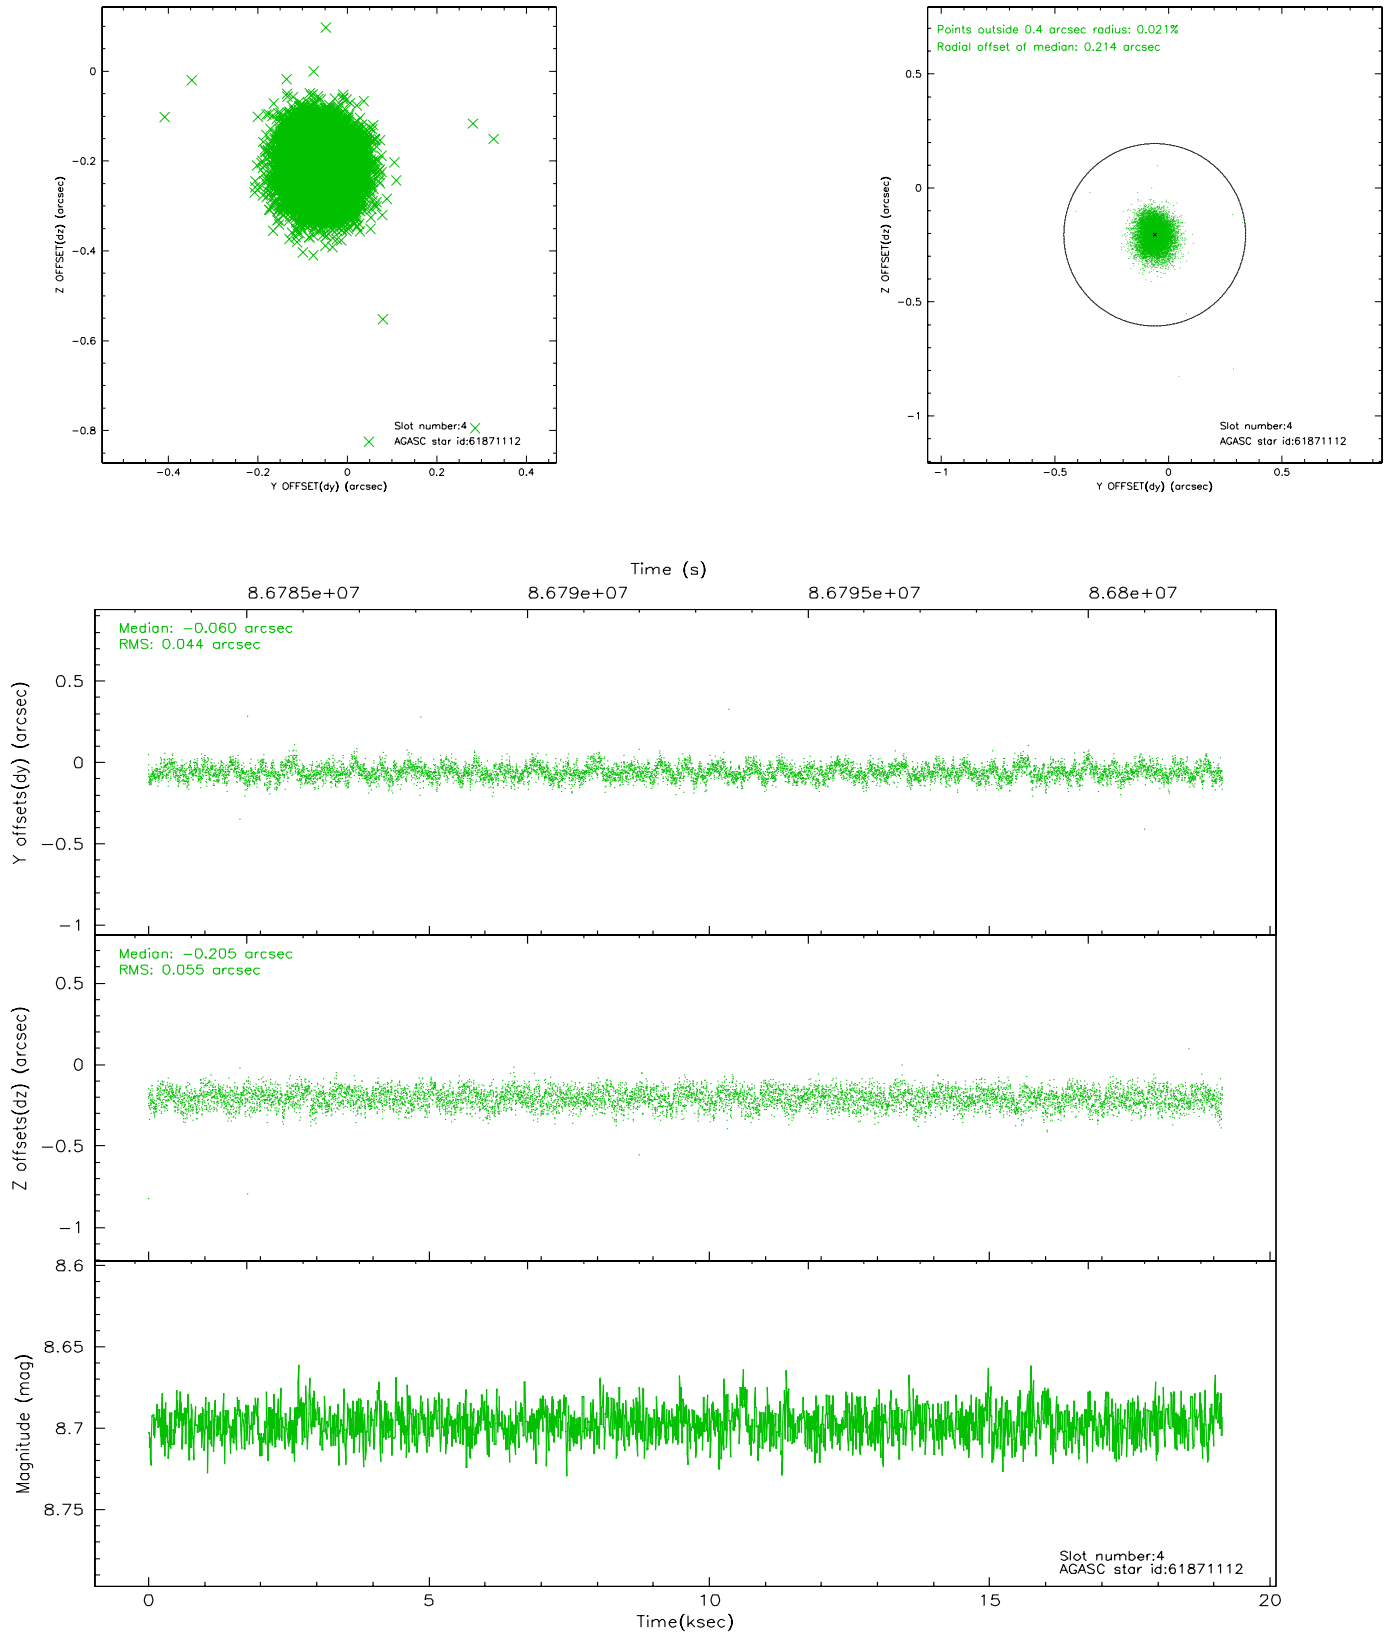 0
-0.2
-0.4
-0.6
-0.8
Z OFFSET(dz) (arcsec)
Slot number:4
AGASC star id:61871112
-0.4 -0.2 0 0.2 0.4
Y OFFSET(dy) (arcsec)
Points outside 0.4 arcsec radius: 0.021%
Radial offset of median: 0.214 arcsec
0.5
0
-0.5
-1
Z OFFSET(dz) (arcsec)
Slot number:4
AGASC star id:61871112
-1 -0.5 0 0.5
Y OFFSET(dy) (arcsec)
Time (s)
8.6785e+07 8.679e+07 8.6795e+07 8.68e+07
Median: -0.060 arcsec
RMS: 0.044 arcsec
0.5
0
-0.5
-1
Y offsets(dy) (arcsec)
Median: -0.205 arcsec
RMS: 0.055 arcsec
0.5
0
-0.5
-1
Z offsets(dz) (arcsec)
8.6
8.65
8.7
8.75
Magnitude (mag)
Slot number:4
AGASC star id:61871112
0 5 10 15 20
Time(ksec)